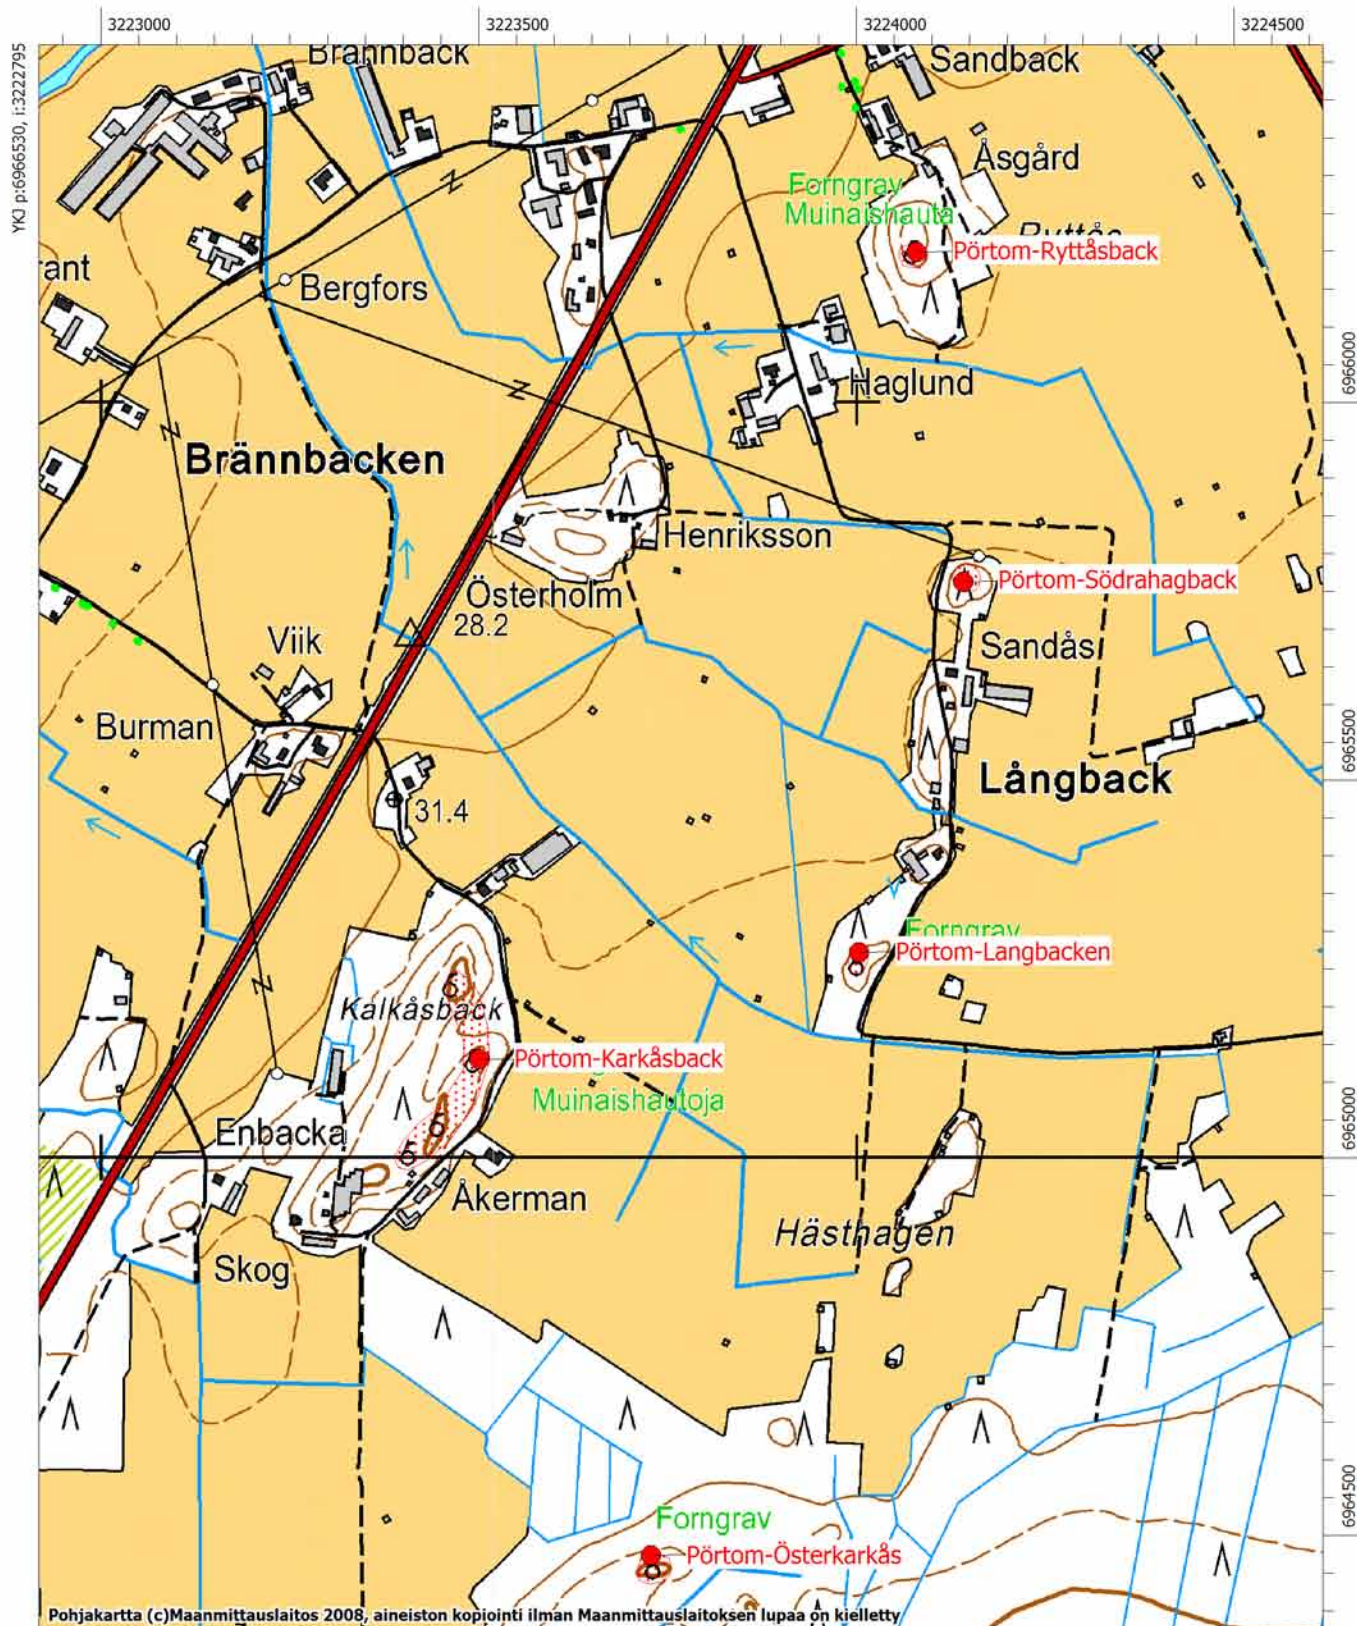 3223000
3223500
3224000
3224500
YKJ p:6966530, i:3222795
Brännback
Sandback
Åsgård
Forngrav
Muinaishauta
Ryttås
Pörtom-Ryttåsback
rant
Bergfors
6966000
Haglund
Brännbacken
Henriksson
Pörtom-Södrahagback
Österholm
28.2
Viik
Sandås
Burman
6965500
Långback
31.4
Forngrav
Pörtom-Langbacken
Kalkåsback
Pörtom-Karkåsback
Muinaishautoja
6965000
Enbacka
Åkerman
Hästhagen
Skog
6964500
Forngrav
Pörtom-Österkarkås
Pohjakartta (c)Maanmittauslaitos 2008, aineiston kopiointi ilman Maanmittauslaitoksen lupaa on kielletty